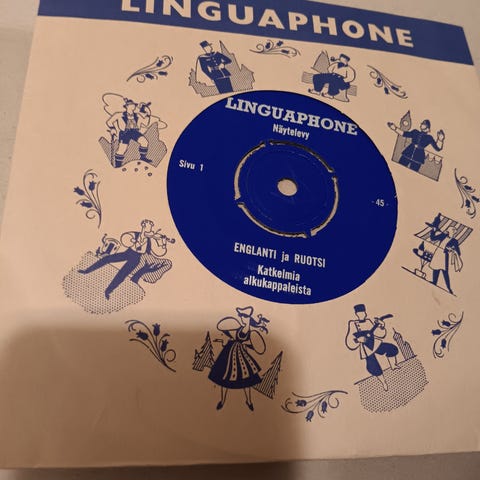 LINGUAPHONE
LINGUAPHONE
Näytelevy
Sivu 1
-45-
ENGLANTI ja RUOTSI
Katkelmia
alkukappaleista